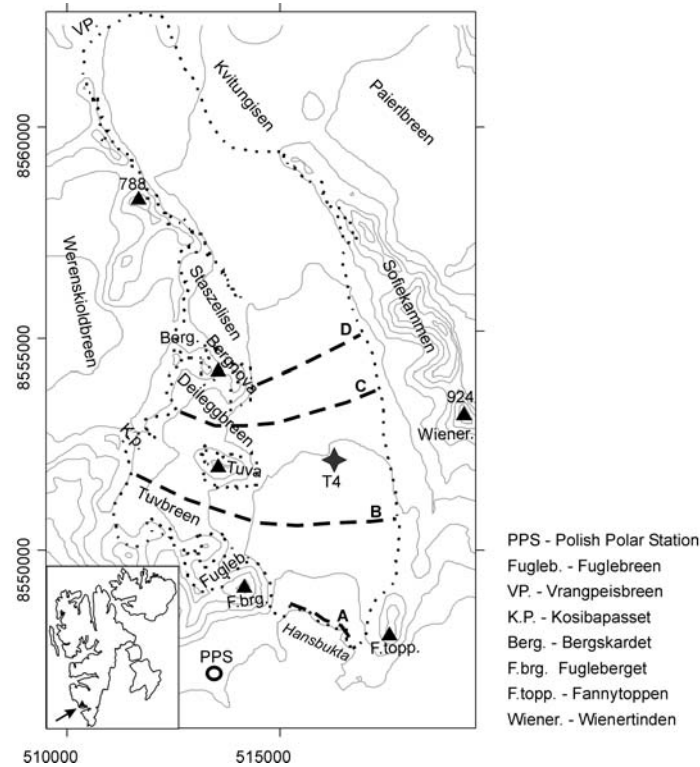 VP.
Kvitungisen
Paierlbreen
8560000
788
Werenskioldbreen
Slaszelisen
Sofiekammen
D
Berg.
Bergnova
8555000
C
924
Deileggbreen
K.p.
Wiener.
Tuva
T4
B
Tuvbreen
PPS - Polish Polar Station
8550000
Fugleb.
Fugleb. - Fuglebreen
F.brg.
VP. - Vrangpeisbreen
A
K.P. - Kosibapasset
Hansbukta
F.topp.
Berg. - Bergskardet
PPS
F.brg. Fugleberget
F.topp. - Fannytoppen
Wiener. - Wienertinden
510000
515000